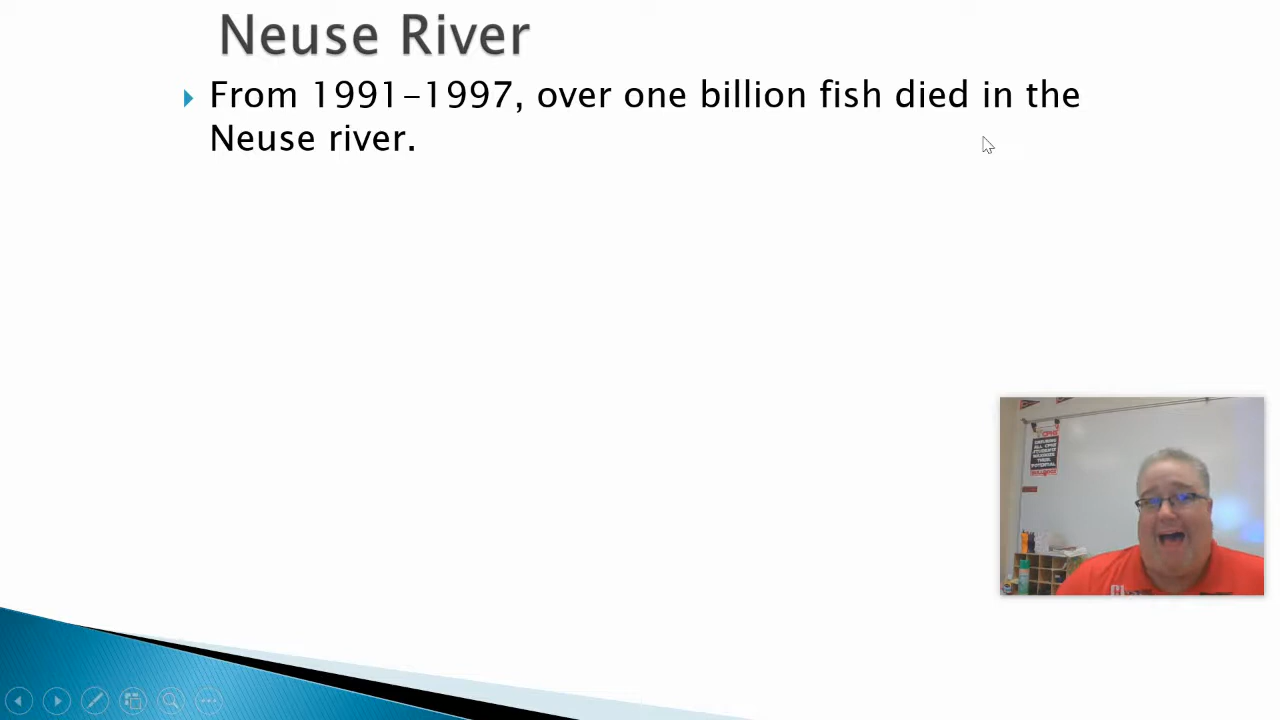 Neuse River
From 1991-1997, over one billion fish died in the
Neuse river.